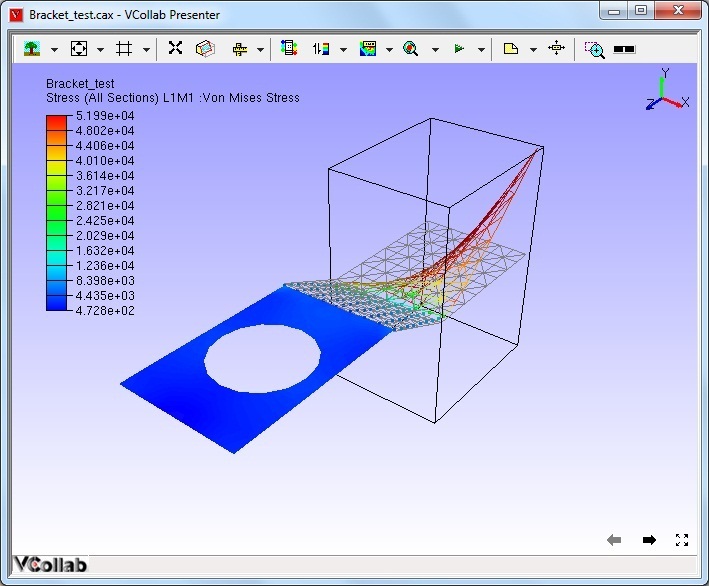 Bracket_test.cax - VCollab Presenter
Bracket_test
Stress (All Sections) L1M1 :Von Mises Stress
5.199e+04
4.802e+04
4.406e+04
4.010e+04
3.614e+04
3.217e+04
2.821e+04
2.425e+04
2.029e+04
1.632e+04
1.236e+04
8.398e+03
4.435e+03
4.728e+02
Y
X
Z
VCollab